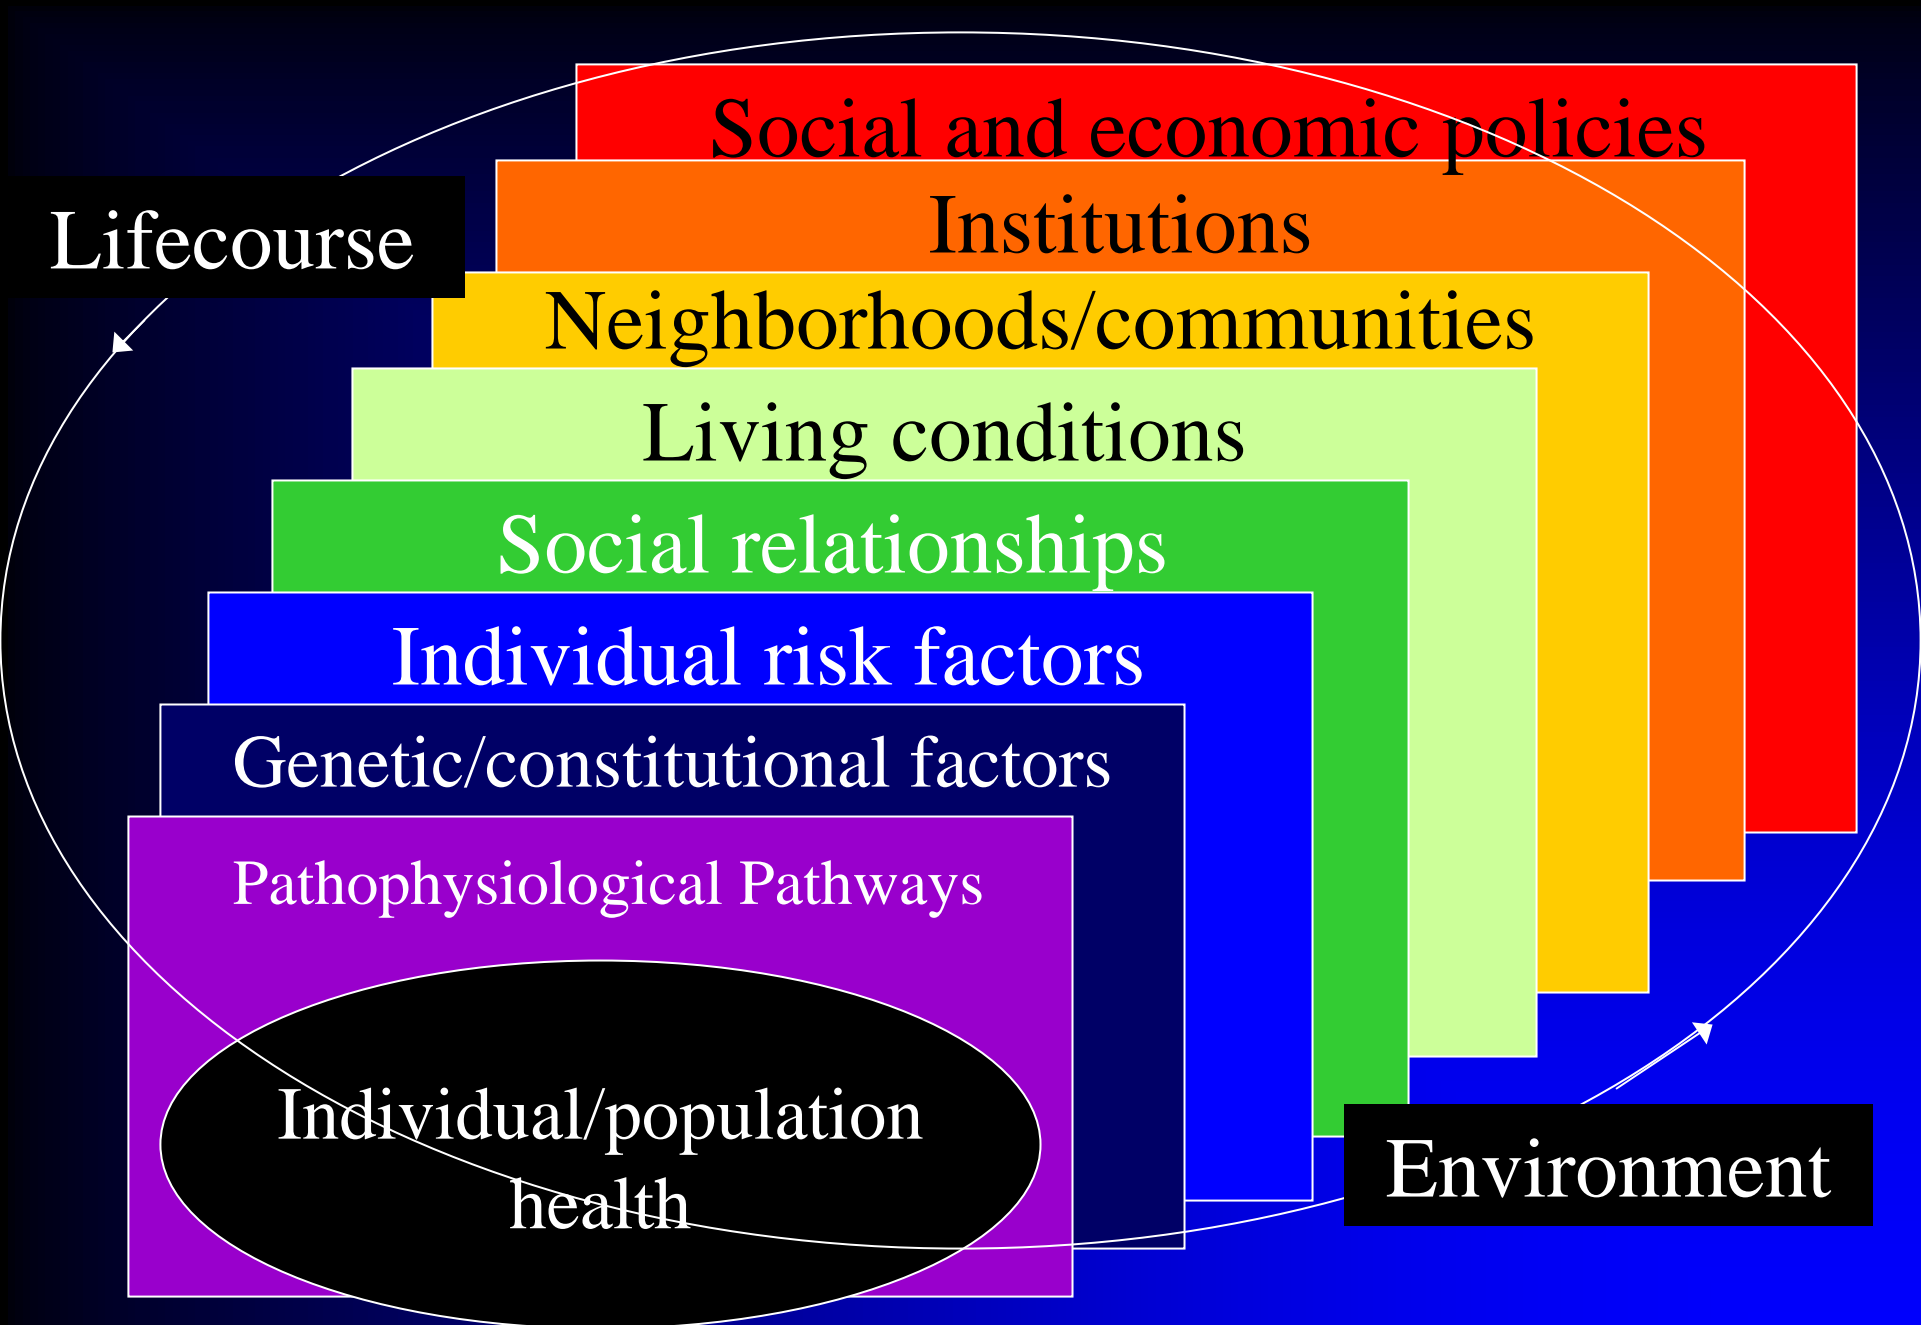 Social and economic policies
Institutions
Lifecourse
Neighborhoods/communities
Living conditions
Social relationships
Individual risk factors
Genetic/constitutional factors
Pathophysiological Pathways
Individual/population
health
Environment